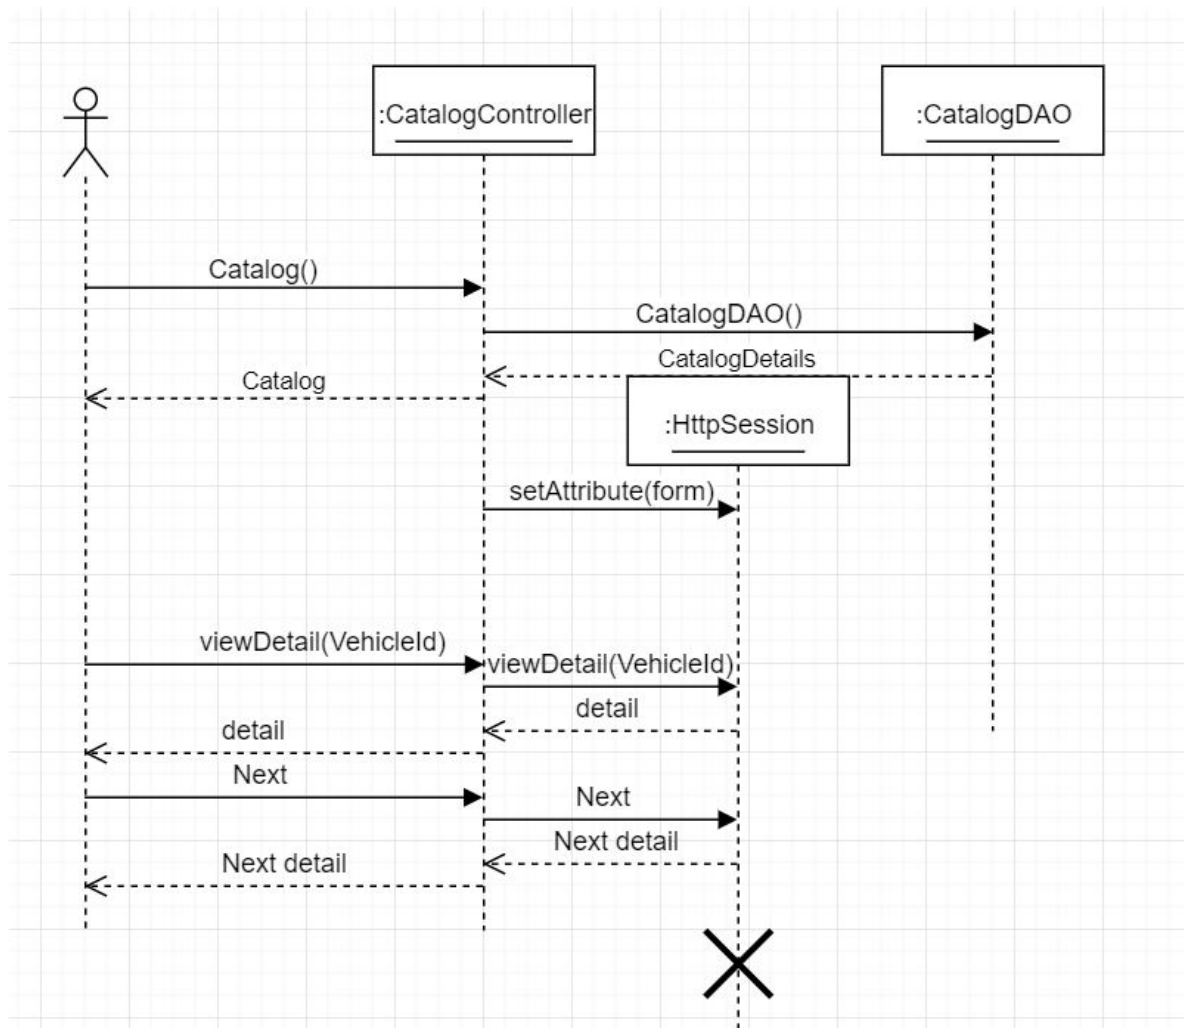 :CatalogController
:CatalogDAO
Catalog()
CatalogDAO()
CatalogDetails
Catalog
:HttpSession
setAttribute(form)
viewDetail(VehicleId)
viewDetail(VehicleId)
detail
detail
Next
Next
Next detail
Next detail